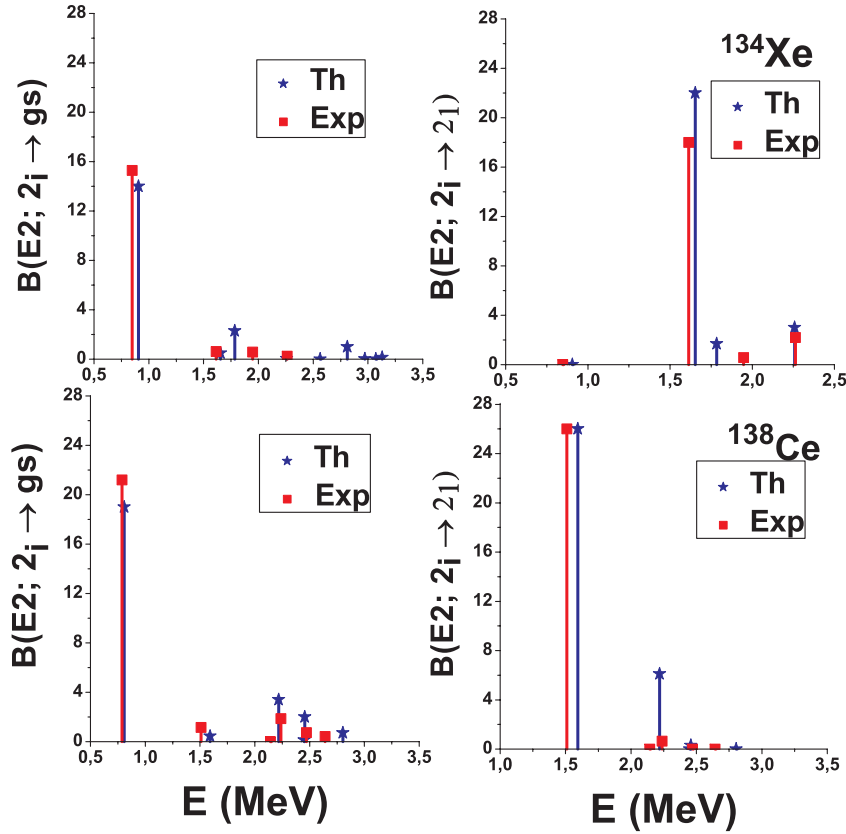 28
24
20
16
12
8
4
0
B(E2; 2i → gs)
Th
Exp
0,5 1,0 1,5 2,0 2,5 3,0 3,5
28
24
20
16
12
8
4
0
B(E2; 2i → 21)
134Xe
Th
Exp
0,5 1,0 1,5 2,0 2,5
28
24
20
16
12
8
4
0
B(E2; 2i → gs)
Th
Exp
0,5 1,0 1,5 2,0 2,5 3,0 3,5
E (MeV)
28
24
20
16
12
8
4
0
B(E2; 2i → 21)
138Ce
Th
Exp
1,0 1,5 2,0 2,5 3,0 3,5
E (MeV)